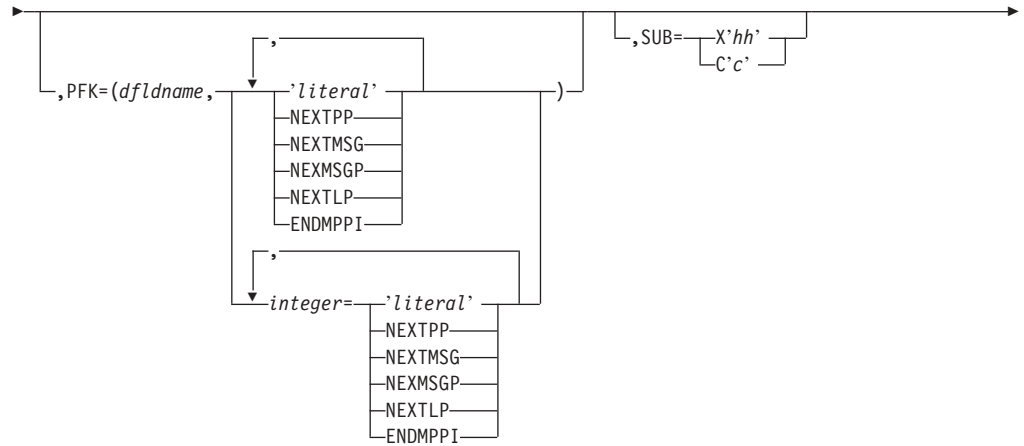 ,
,SUB= X'hh'
C'c'
,PFK=(dfldname, 'literal' )
NEXTPP
NEXTMSG
NEXMSGP
NEXTLP
ENDMPPI
,
integer= 'literal'
NEXTPP
NEXTMSG
NEXMSGP
NEXTLP
ENDMPPI